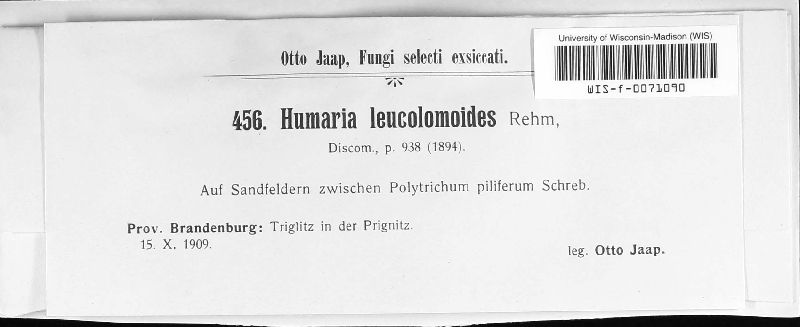 University of Wisconsin-Madison (WIS)
WIS-f-0071090
Otto Jaap, Fungi selecti exsiccati.
456. Humaria leucolomoides Rehm,
Discom., p. 938 (1894).
Auf Sandfeldern zwischen Polytrichum piliferum Schreb.
Prov. Brandenburg: Triglitz in der Prignitz.
15. X. 1909.
leg. Otto Jaap.